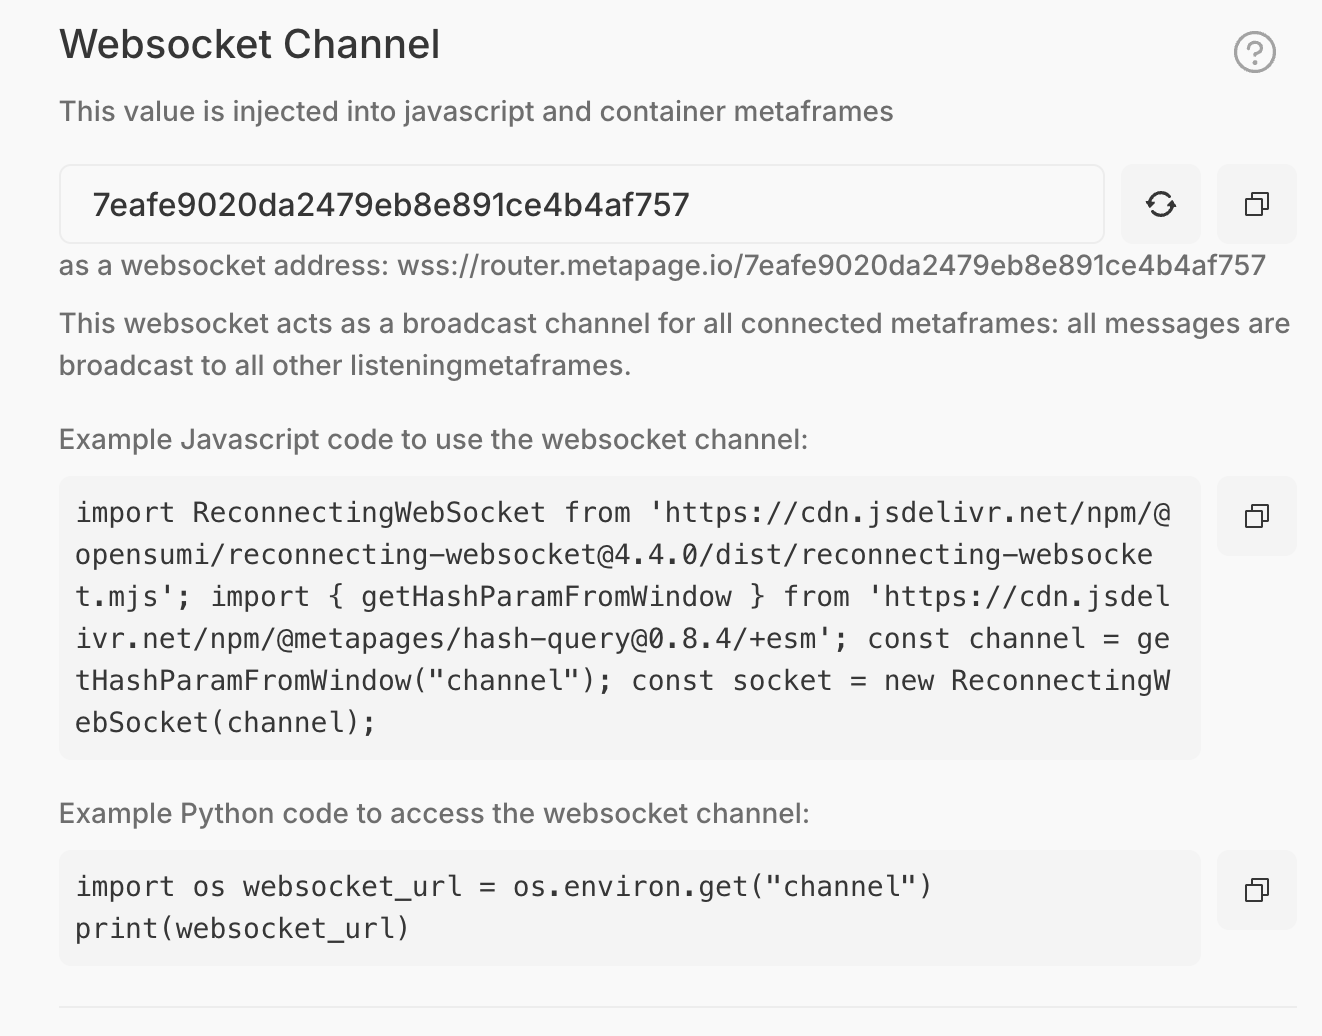 Websocket Channel
This value is injected into javascript and container metaframes
7eafe9020da2479eb8e891ce4b4af757
as a websocket address: wss://router.metapage.io/7eafe9020da2479eb8e891ce4b4af757
This websocket acts as a broadcast channel for all connected metaframes: all messages are
broadcast to all other listeningmetaframes.
Example Javascript code to use the websocket channel:
import ReconnectingWebSocket from 'https://cdn.jsdelivr.net/npm/@
opensumi/reconnecting-websocket@4.4.0/dist/reconnecting-websocke
t.mjs'; import { getHashParamFromWindow } from 'https://cdn.jsdel
ivr.net/npm/@metapages/hash-query@0.8.4/+esm'; const channel = ge
tHashParamFromWindow("channel"); const socket = new ReconnectingW
ebSocket(channel);
Example Python code to access the websocket channel:
import os websocket_url = os.environ.get("channel")
print(websocket_url)